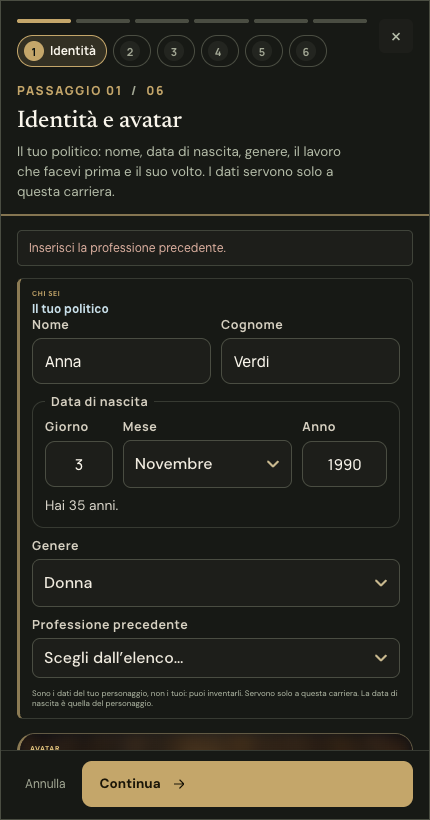 ×
1 Identità 2 3 4 5 6
PASSAGGIO 01 / 06
Identità e avatar
Il tuo politico: nome, data di nascita, genere, il lavoro
che facevi prima e il suo volto. I dati servono solo a
questa carriera.
Inserisci la professione precedente.
CHI SEI
Il tuo politico
Nome Cognome
Anna Verdi
Data di nascita
Giorno Mese Anno
3 Novembre 1990
Hai 35 anni.
Genere
Donna
Professione precedente
Scegli dall’elenco…
Sono i dati del tuo personaggio, non i tuoi: puoi inventarli. Servono solo a questa carriera. La data di
nascita è quella del personaggio.
AVATAR
Annulla Continua →